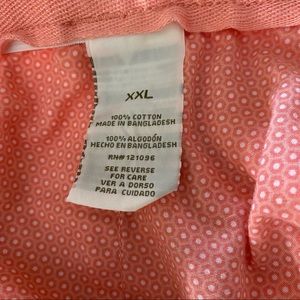 XXL
100% COTTON
MADE IN BANGLADESH
100% ALGODÓN
HECHO EN BANGLADESH
RN# 121096
SEE REVERSE
FOR CARE
VER A DORSO
PARA CUIDADO